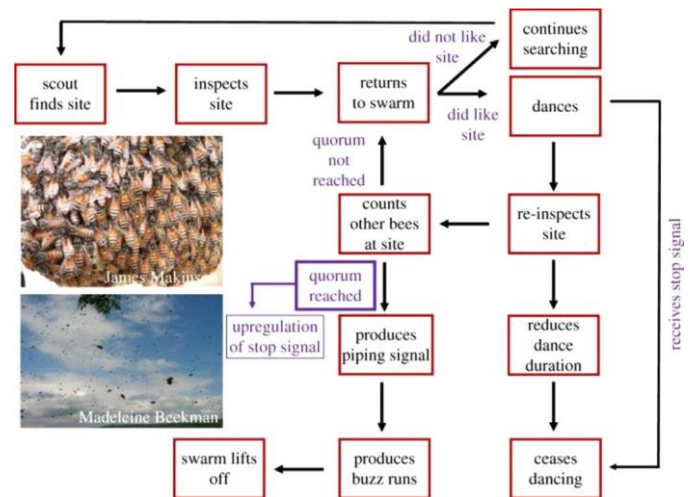 continues
searching
did not like
site
scout
finds site
inspects
site
returns
to swarm
dances
did like
site
quorum
not
reached
counts
other bees
at site
re-inspects
site
receives stop signal
James Makinson
quorum
reached
upregulation
of stop signal
produces
piping signal
reduces
dance
duration
Madeleine Beekman
swarm lifts
off
produces
buzz runs
ceases
dancing